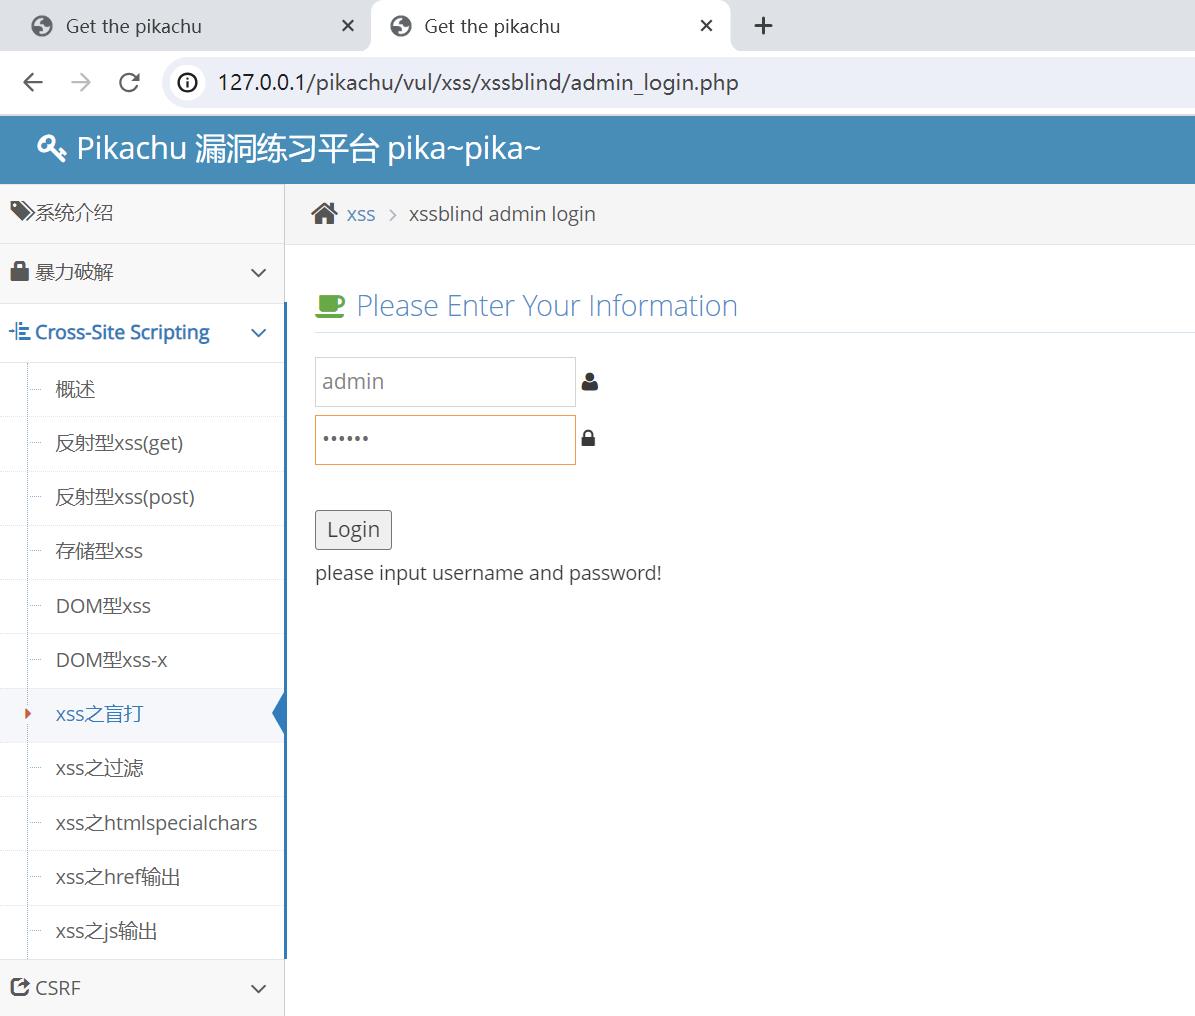 Get the pikachu
Get the pikachu
127.0.0.1/pikachu/vul/xss/xssblind/admin_login.php
Pikachu 漏洞练习平台 pika~pika~
系统介绍
xss > xssblind admin login
暴力破解
Please Enter Your Information
Cross-Site Scripting
admin
••••••
概述
反射型xss(get)
反射型xss(post)
Login
存储型xss
please input username and password!
DOM型xss
DOM型xss-x
xss之盲打
xss之过滤
xss之htmlspecialchars
xss之href输出
xss之js输出
CSRF